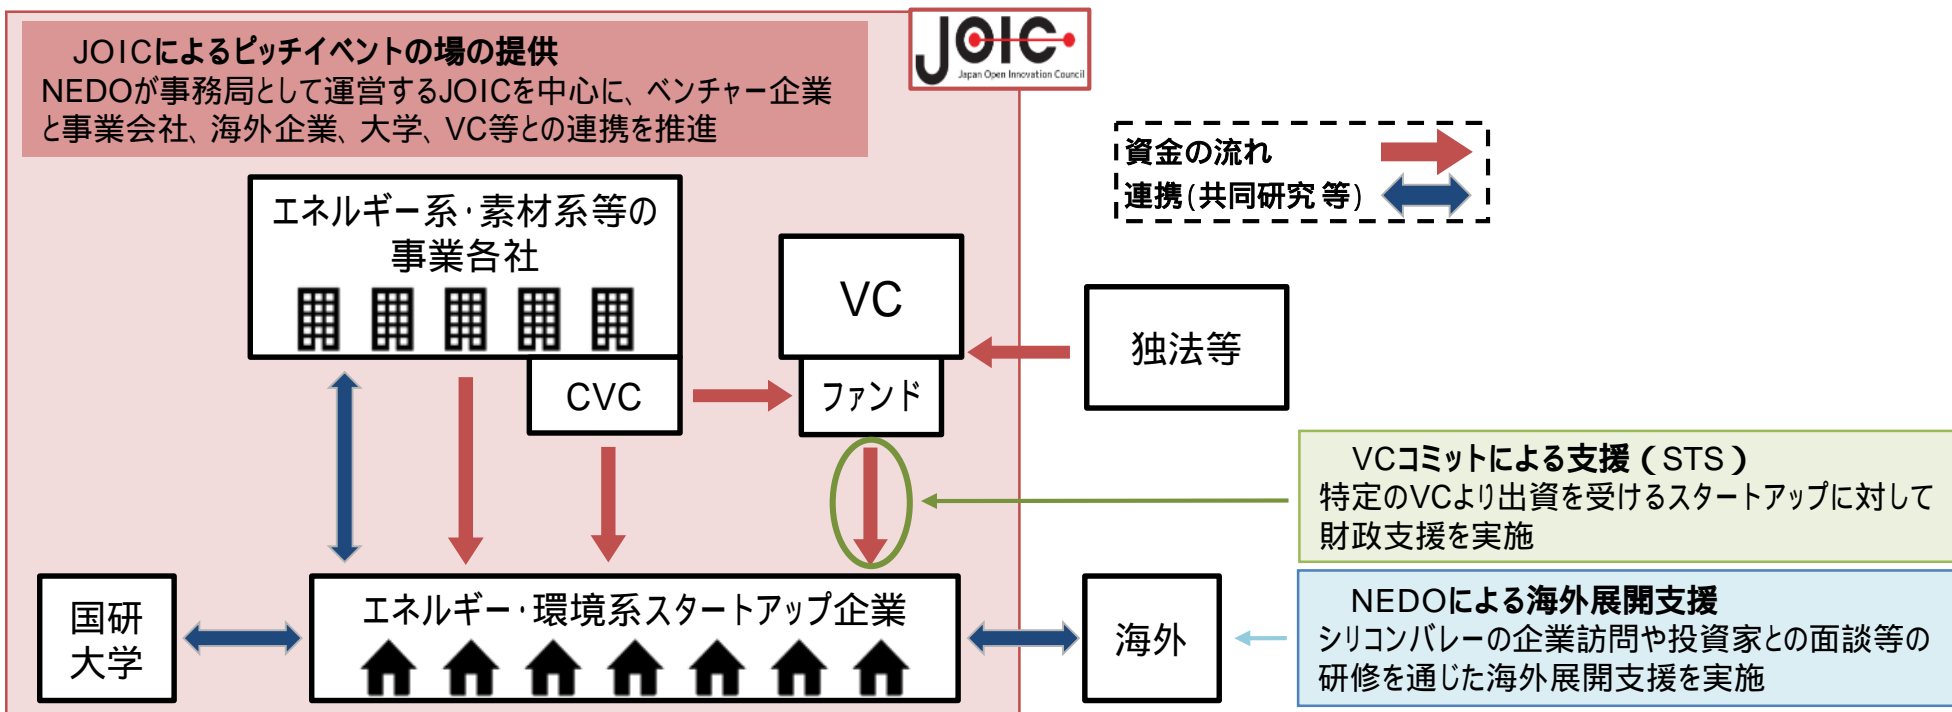 JOICによるピッチイベントの場の提供
NEDOが事務局として運営するJOICを中心に、ベンチャー企業
と事業会社、海外企業、大学、VC等との連携を推進
JOIC
Japan Open Innovation Council
資金の流れ
連携(共同研究 等)
エネルギー系・素材系等の
事業各社
CVC
VC
ファンド
独法等
VCコミットによる支援(STS)
特定のVCより出資を受けるスタートアップに対して
財政支援を実施
国研
大学
エネルギー・環境系スタートアップ企業
海外
NEDOによる海外展開支援
シリコンバレーの企業訪問や投資家との面談等の
研修を通じた海外展開支援を実施